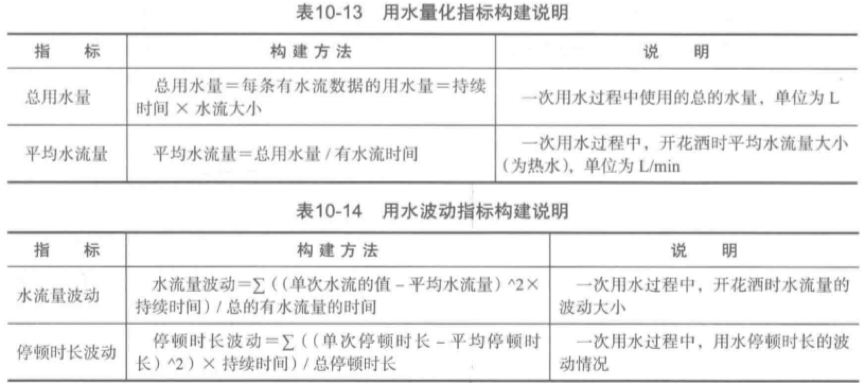 表10-13 用水量化指标构建说明
指 标 构 建 方 法 说 明
总用水量 总用水量＝每条有水流数据的用水量＝持续
时间 × 水流大小
一次用水过程中使用的总的水量，单位为 L
平均水流量 平均水流量＝总用水量 / 有水流时间
一次用水过程中，开花洒时平均水流量大小
（为热水），单位为 L/min
表10-14 用水波动指标构建说明
指 标 构 建 方 法 说 明
水流量波动 水流量波动＝∑（（单次水流的值 – 平均水流量）^2×
持续时间）/ 总的有水流量的时间
一次用水过程中，开花洒时水流量的
波动大小
停顿时长波动 停顿时长波动＝∑（（单次停顿时长 – 平均停顿时
长）^2 ）× 持续时间）/ 总停顿时长
一次用水过程中，用水停顿时长的波
动情况